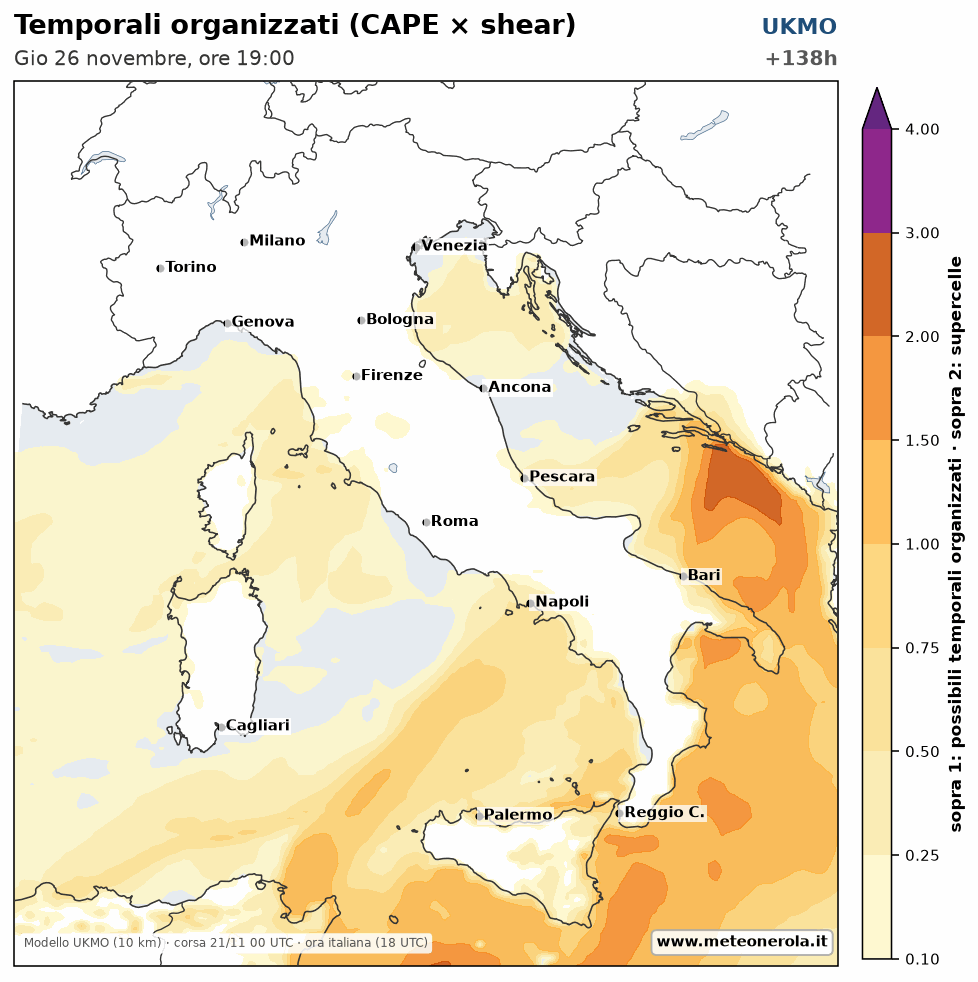 Temporali organizzati (CAPE × shear)
UKMO
Gio 26 novembre, ore 19:00
+138h
Milano
Venezia
Torino
Genova
Bologna
Firenze
Ancona
Pescara
Roma
Bari
Napoli
Cagliari
Palermo
Reggio C.
Modello UKMO (10 km) · corsa 21/11 00 UTC · ora italiana (18 UTC)
www.meteonerola.it
4.00
3.00
2.00
1.50
1.00
0.75
0.50
0.25
0.10
sopra 1: possibili temporali organizzati · sopra 2: supercelle